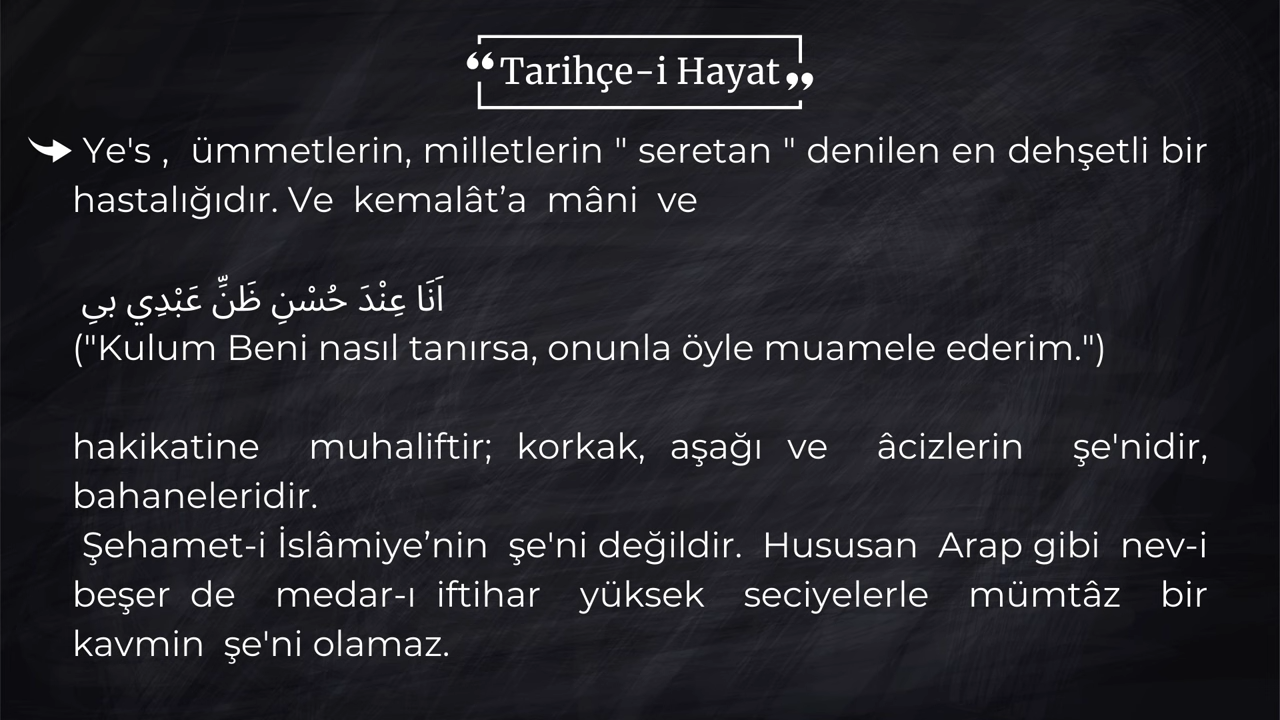 “Tarihçe-i Hayat”
Ye's , ümmetlerin, milletlerin " seretan " denilen en dehşetli bir
hastalığıdır. Ve kemalât’a mâni ve
اَنَا عِنْدَ حُسْنِ ظَنِّ عَبْدِي بىِ
("Kulum Beni nasıl tanırsa, onunla öyle muamele ederim.")
hakikatine muhaliftir; korkak, aşağı ve âcizlerin şe'nidir,
bahaneleridir.
Şehamet-i İslâmiye’nin şe'ni değildir. Hususan Arap gibi nev-i
beşer de medar-ı iftihar yüksek seciyelerle mümtâz bir
kavmin şe'ni olamaz.